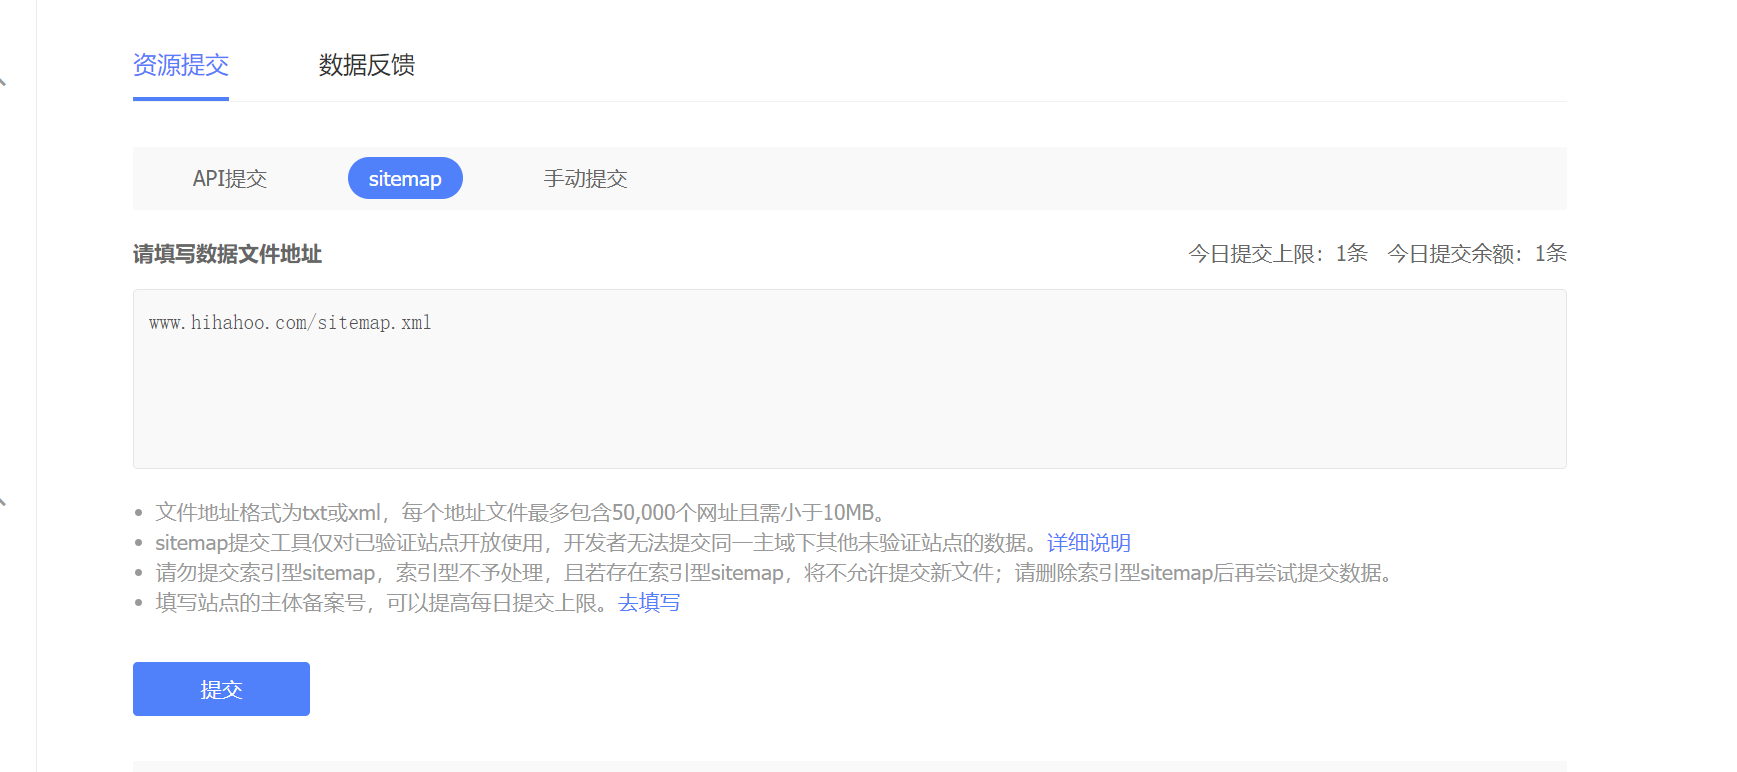 资源提交 数据反馈
API提交 sitemap 手动提交
请填写数据文件地址 今日提交上限：1条 今日提交余额：1条
www.hihahoo.com/sitemap.xml
文件地址格式为txt或xml，每个地址文件最多包含50,000个网址且需小于10MB。
sitemap提交工具仅对已验证站点开放使用，开发者无法提交同一主域下其他未验证站点的数据。详细说明
请勿提交索引型sitemap，索引型不予处理，且若存在索引型sitemap，将不允许提交新文件；请删除索引型sitemap后再尝试提交数据。
填写站点的主体备案号，可以提高每日提交上限。去填写
提交